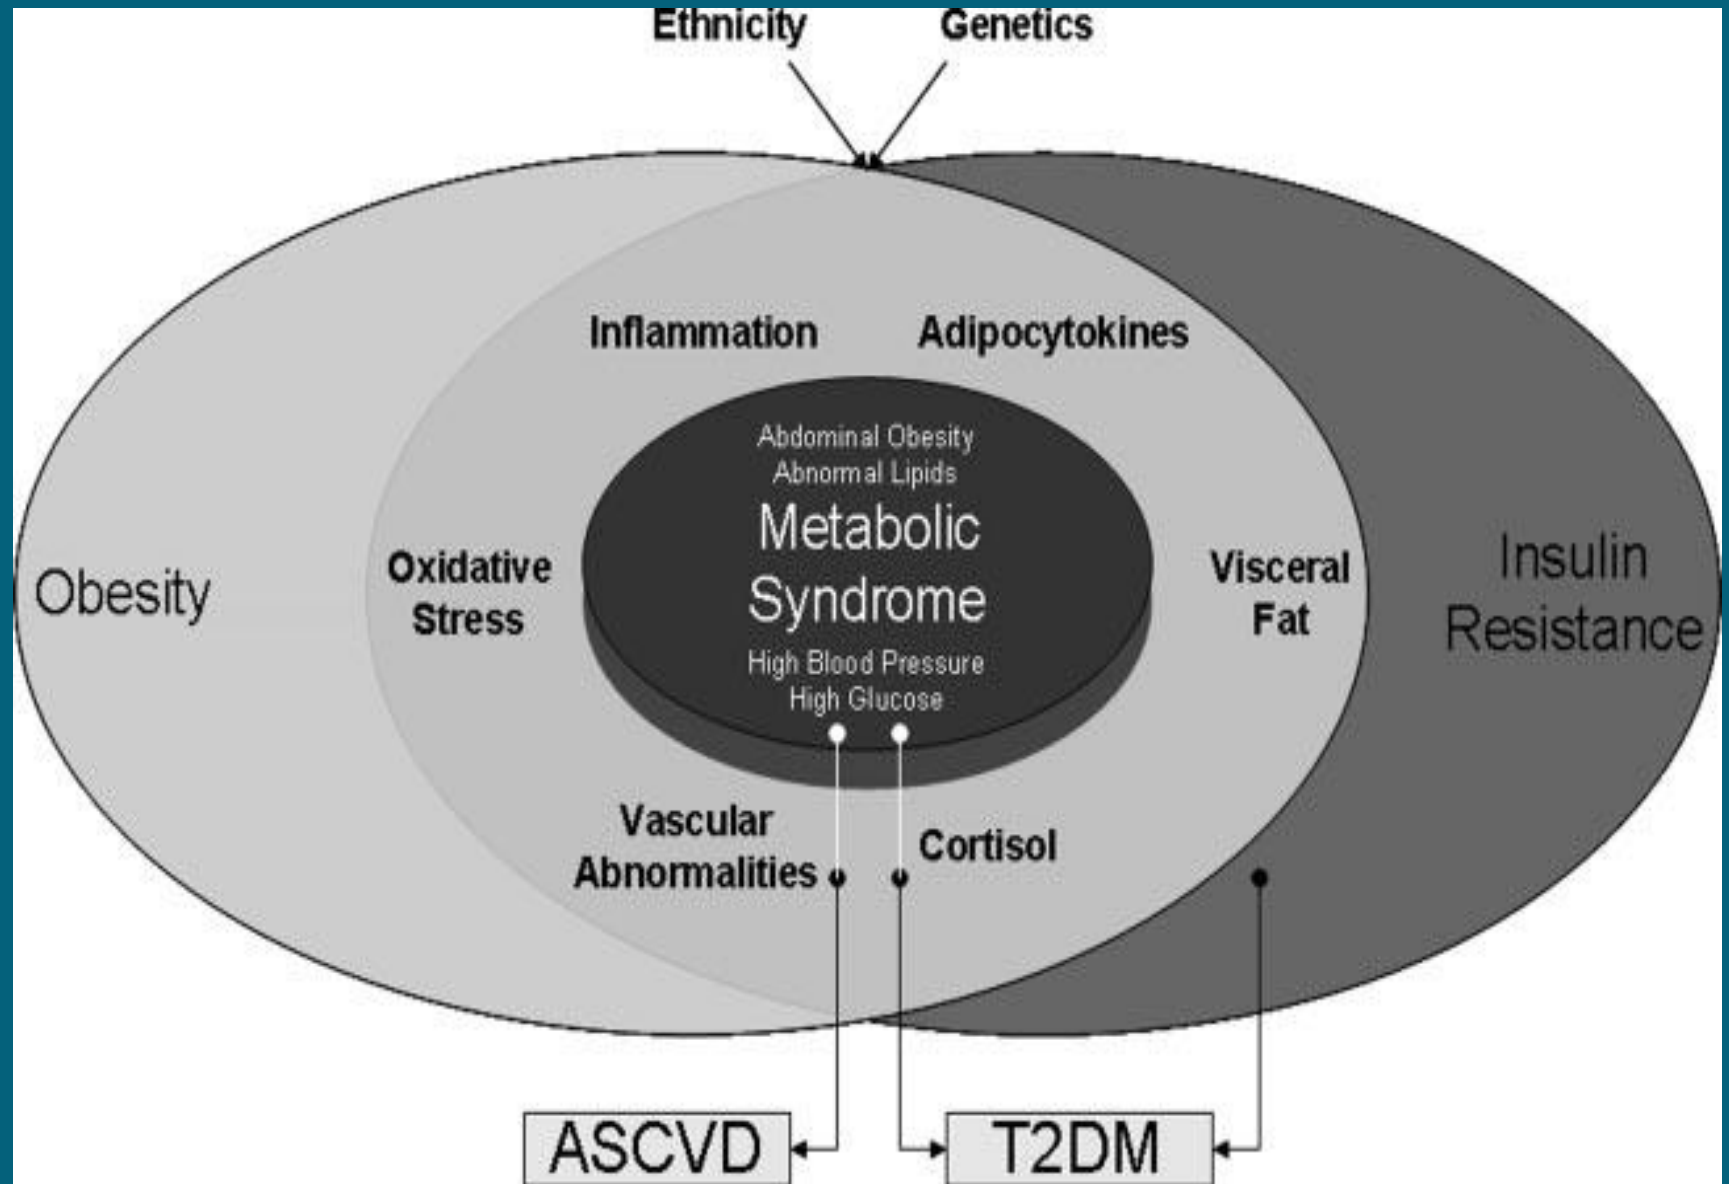 Ethnicity Genetics
Inflammation Adipocytokines
Abdominal Obesity
Abnormal Lipids
Metabolic
Syndrome
High Blood Pressure
High Glucose
Obesity
Oxidative
Stress
Visceral
Fat
Insulin
Resistance
Vascular
Abnormalities
Cortisol
ASCVD
T2DM